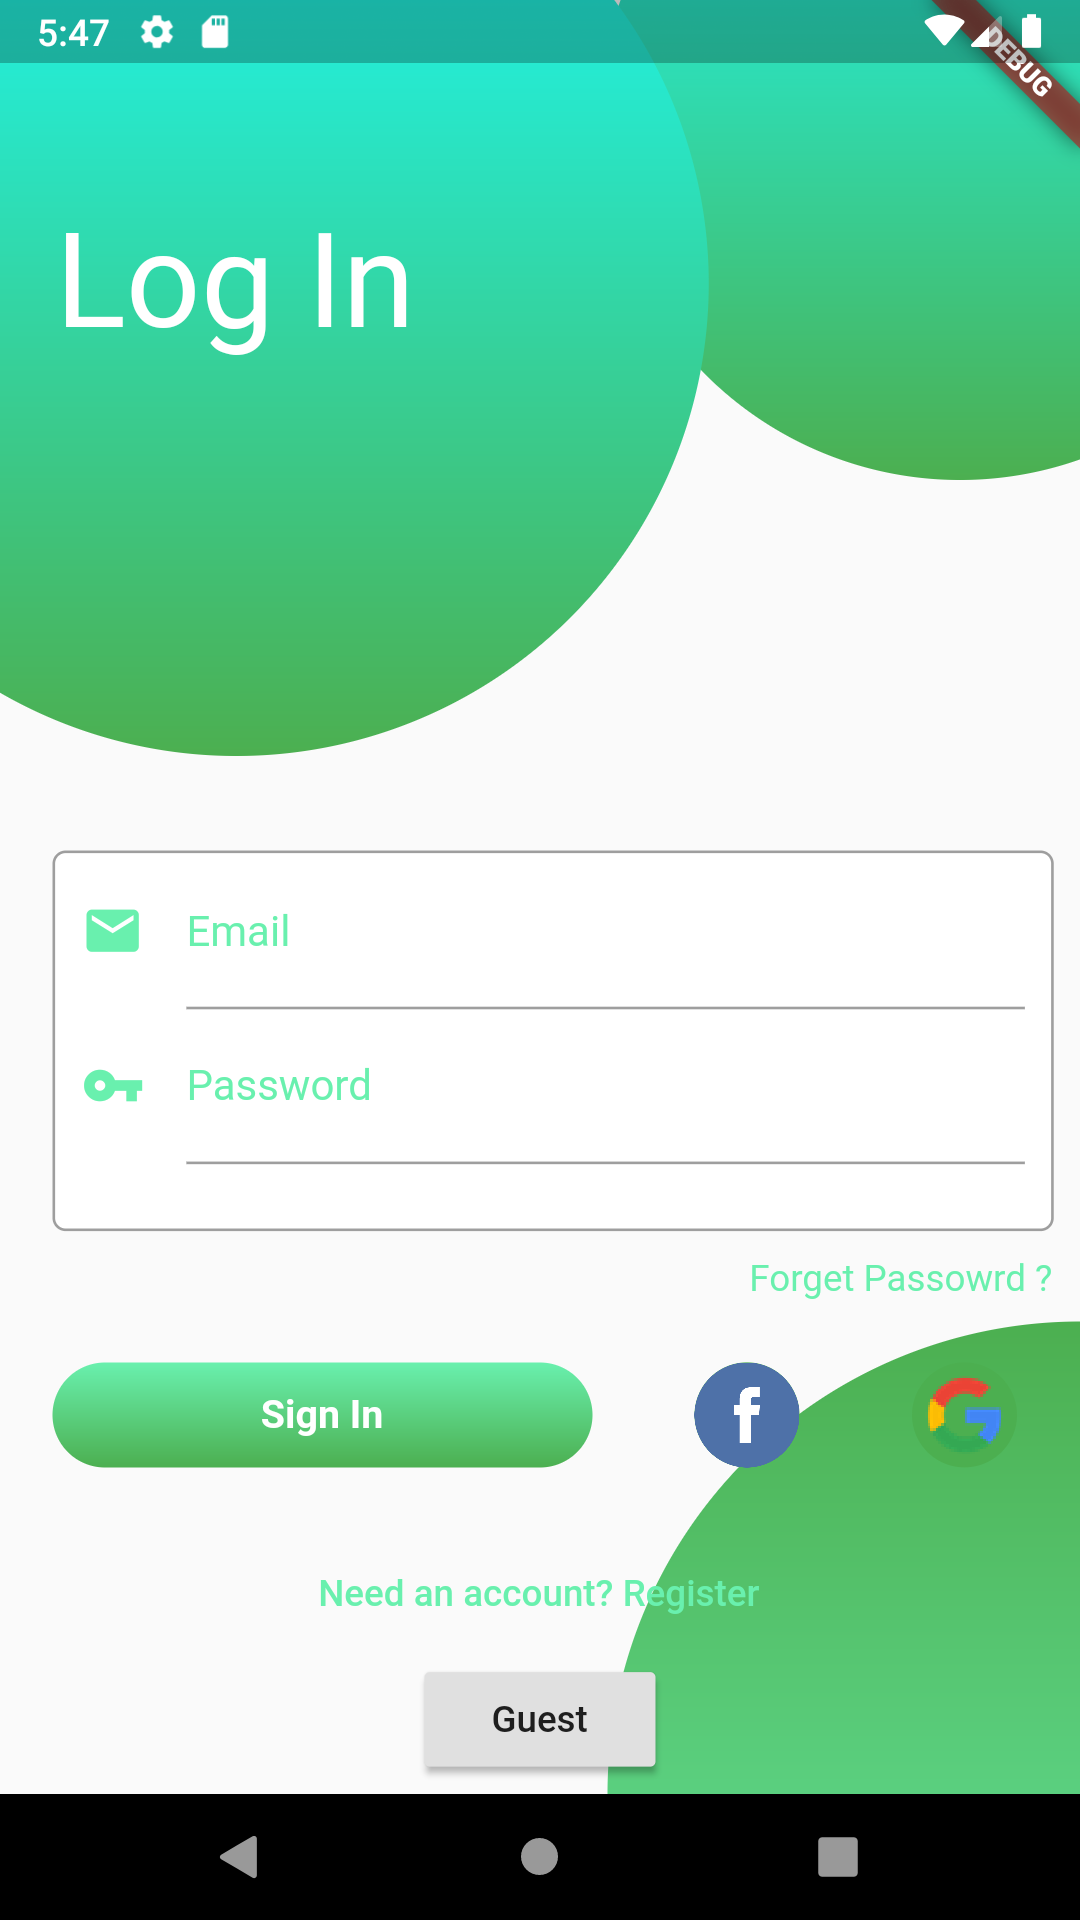 5:47
DEBUG
Log In
Email
Password
Forget Passowrd ?
Sign In
Need an account? Register
Guest